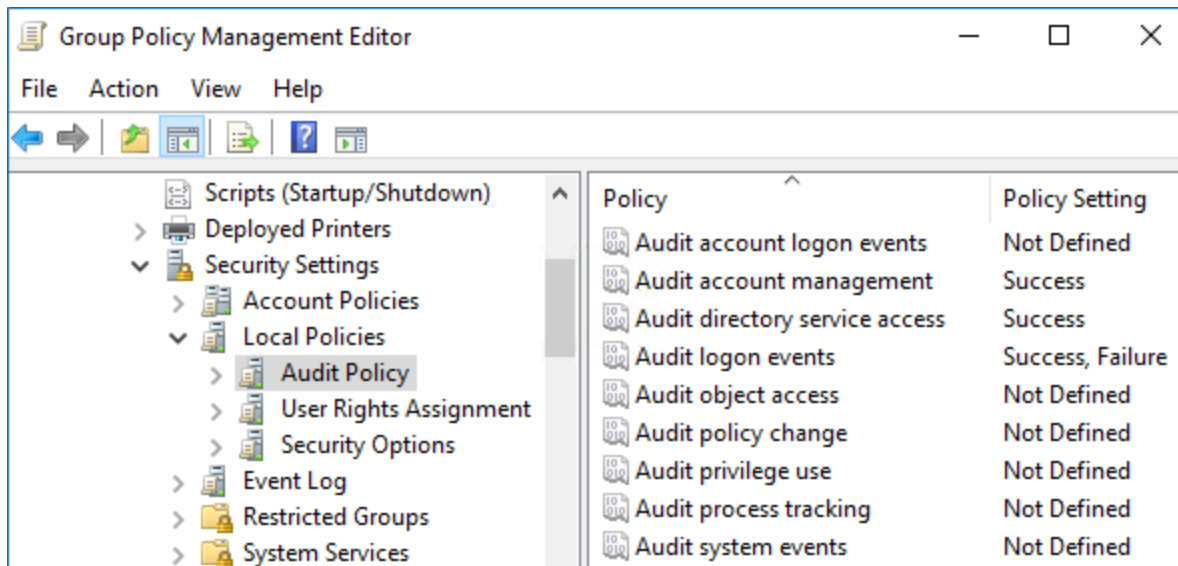 Group Policy Management Editor
File Action View Help
Scripts (Startup/Shutdown)
Deployed Printers
Security Settings
Account Policies
Local Policies
Audit Policy
User Rights Assignment
Security Options
Event Log
Restricted Groups
System Services
Policy Policy Setting
Audit account logon events Not Defined
Audit account management Success
Audit directory service access Success
Audit logon events Success, Failure
Audit object access Not Defined
Audit policy change Not Defined
Audit privilege use Not Defined
Audit process tracking Not Defined
Audit system events Not Defined